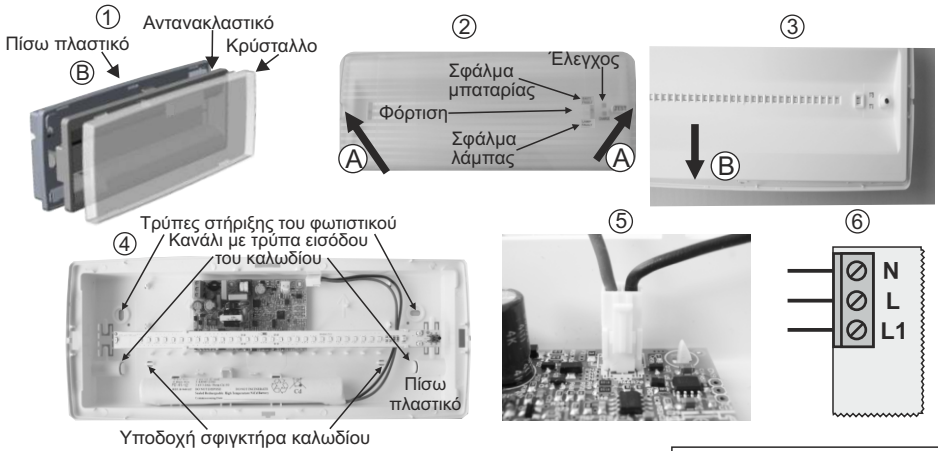 ①
Αντανακλαστικό
Πίσω πλαστικό
Κρύσταλλο
Ⓑ
②
Έλεγχος
Σφάλμα
μπαταρίας
Φόρτιση
Σφάλμα
λάμπας
Ⓐ
Ⓐ
③
Ⓑ
④
Τρύπες στήριξης του φωτιστικού
Κανάλι με τρύπα εισόδου
του καλωδίου
Πίσω
πλαστικό
Υποδοχή σφιγκτήρα καλωδίου
⑤
⑥
N
L
L1